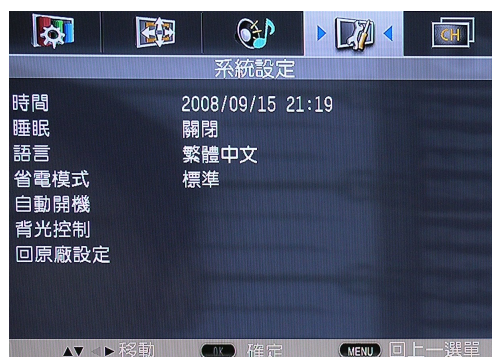 CH
系統設定
時間 2008/09/15 21:19
睡眠 關閉
語言 繁體中文
省電模式 標準
自動開機
背光控制
回原廠設定
▲▼ ◀▶ 移動 OK 確定 MENU 回上一選單